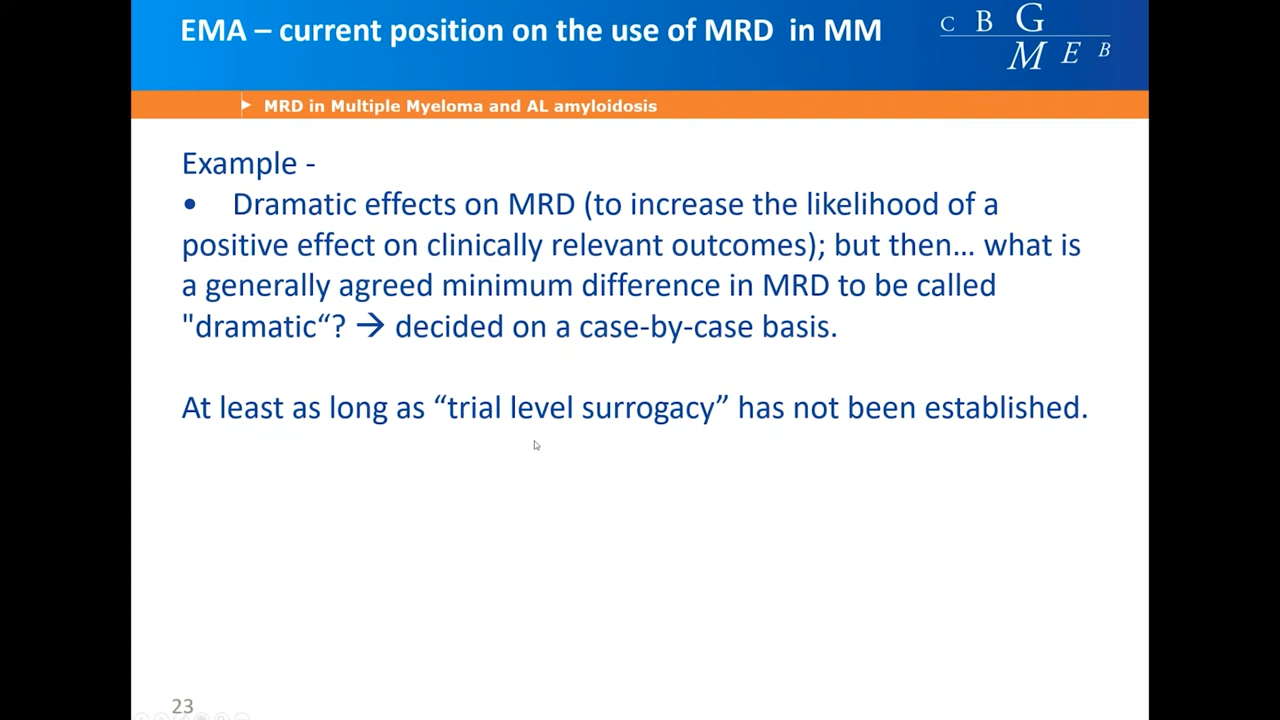 EMA – current position on the use of MRD in MM
C B G
M E B
MRD in Multiple Myeloma and AL amyloidosis
Example -
• Dramatic effects on MRD (to increase the likelihood of a
positive effect on clinically relevant outcomes); but then… what is
a generally agreed minimum difference in MRD to be called
"dramatic“? → decided on a case-by-case basis.
At least as long as “trial level surrogacy” has not been established.
23